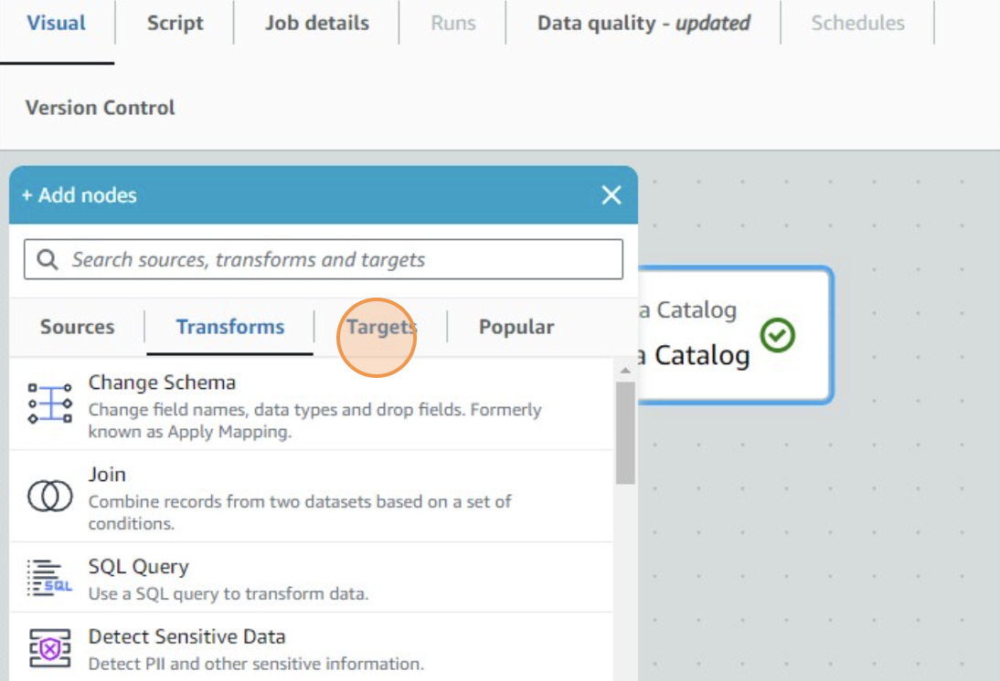 Visual Script Job details Runs Data quality - updated Schedules
Version Control
+ Add nodes
Search sources, transforms and targets
Sources Transforms Targets Popular
Change Schema
Change field names, data types and drop fields. Formerly
known as Apply Mapping.
Join
Combine records from two datasets based on a set of
conditions.
SQL Query
SQL
Use a SQL query to transform data.
Detect Sensitive Data
Detect PII and other sensitive information.
a Catalog
a Catalog